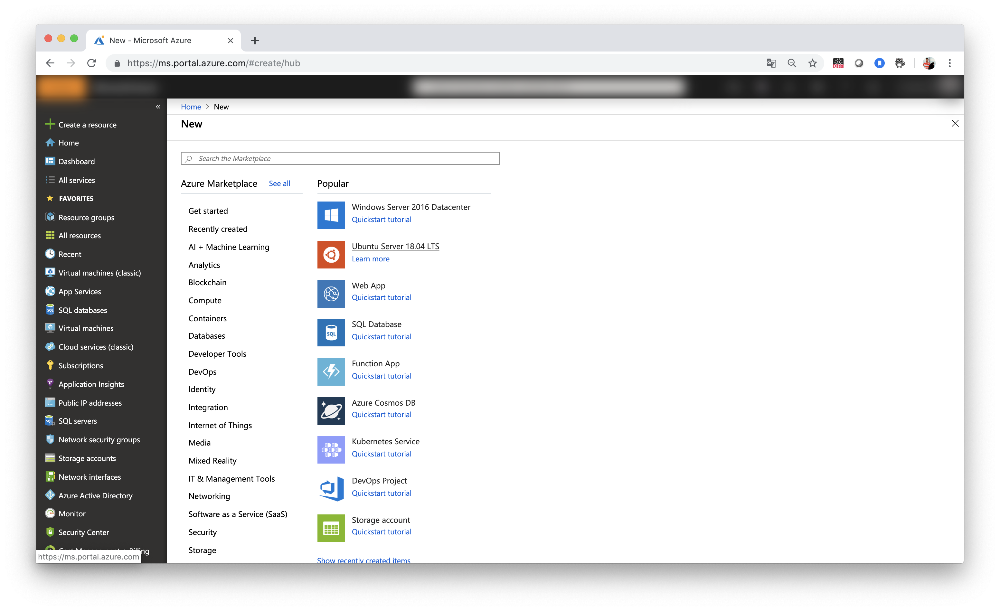 New - Microsoft Azure
https://ms.portal.azure.com/#create/hub
OFF
Home > New
New
Create a resource
Home
Dashboard
All services
FAVORITES
Resource groups
All resources
Recent
Virtual machines (classic)
App Services
SQL
SQL databases
Virtual machines
Cloud services (classic)
Subscriptions
Application Insights
Public IP addresses
SQL
SQL servers
Network security groups
Storage accounts
Network interfaces
Azure Active Directory
Monitor
Security Center
Cost Management + Billing
https://ms.portal.azure.com
Search the Marketplace
Azure Marketplace See all
Get started
Recently created
AI + Machine Learning
Analytics
Blockchain
Compute
Containers
Databases
Developer Tools
DevOps
Identity
Integration
Internet of Things
Media
Mixed Reality
IT & Management Tools
Networking
Software as a Service (SaaS)
Security
Storage
Popular
Windows Server 2016 Datacenter
Quickstart tutorial
Ubuntu Server 18.04 LTS
Learn more
Web App
Quickstart tutorial
SQL
SQL Database
Quickstart tutorial
Function App
Quickstart tutorial
Azure Cosmos DB
Quickstart tutorial
Kubernetes Service
Quickstart tutorial
DevOps Project
Quickstart tutorial
Storage account
Quickstart tutorial
Show recently created items